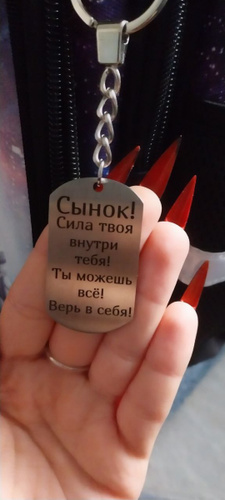 Сынок!
Сила твоя
внутри
тебя!
Ты можешь
всё!
Верь в себя!